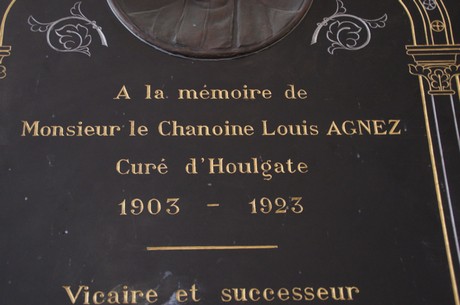 A la mémoire de
Monsieur le Chanoine Louis AGNEZ
Curé d'Houlgate
1903 - 1923
Vicaire et successeur